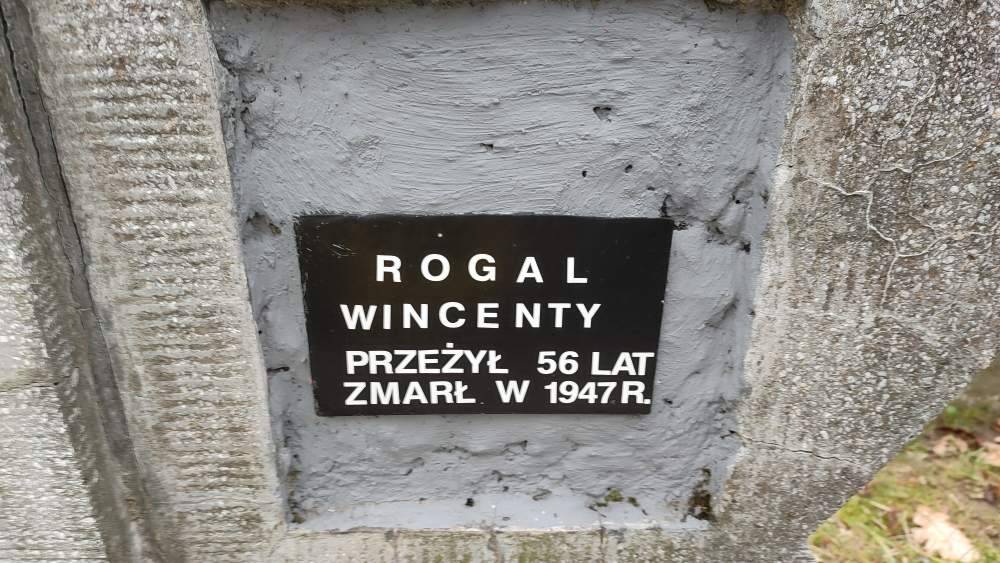 ROGAL
WINCENTY
PRZEŻYŁ 56 LAT
ZMARŁ W 1947 R.